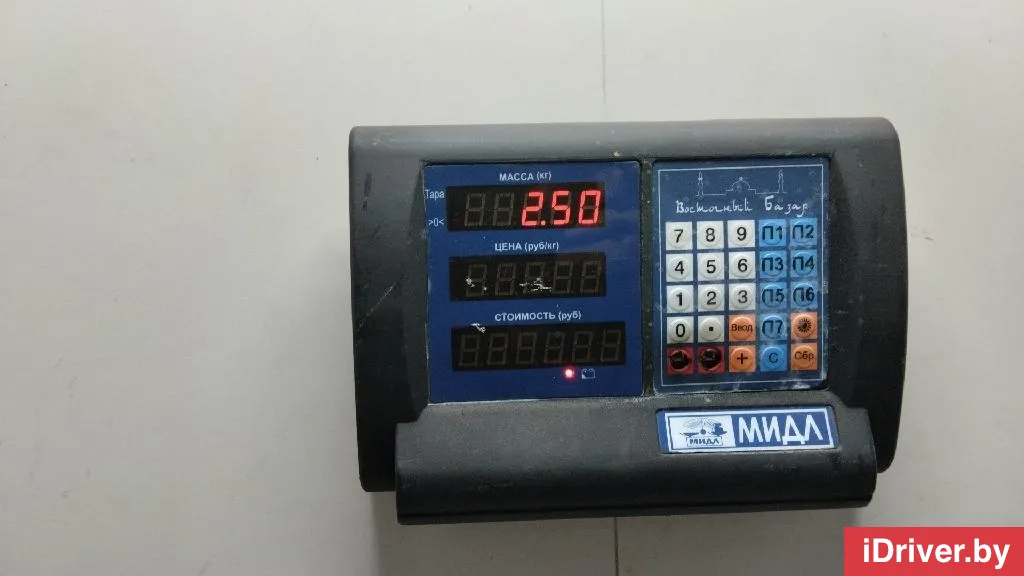 МАССА (кг)
Тара
2.50
>0<
ЦЕНА (руб/кг)
СТОИМОСТЬ (руб)
Восточный Базар
7 8 9 П1 П2
4 5 6 П3 П4
1 2 3 П5 П6
0 . Ввод П7
+ С Сбр
МИДЛ
МИДЛ
iDriver.by